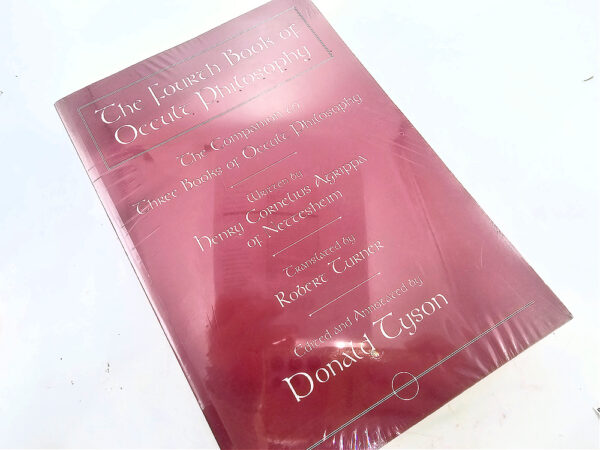 The Fourth Book of
Occult Philosophy
The Companion to
Three Books of Occult Philosophy
Written by
Henry Cornelius Agrippa
of Nettesheim
Translated by
Robert Turner
Edited and Annotated by
Donald Tyson